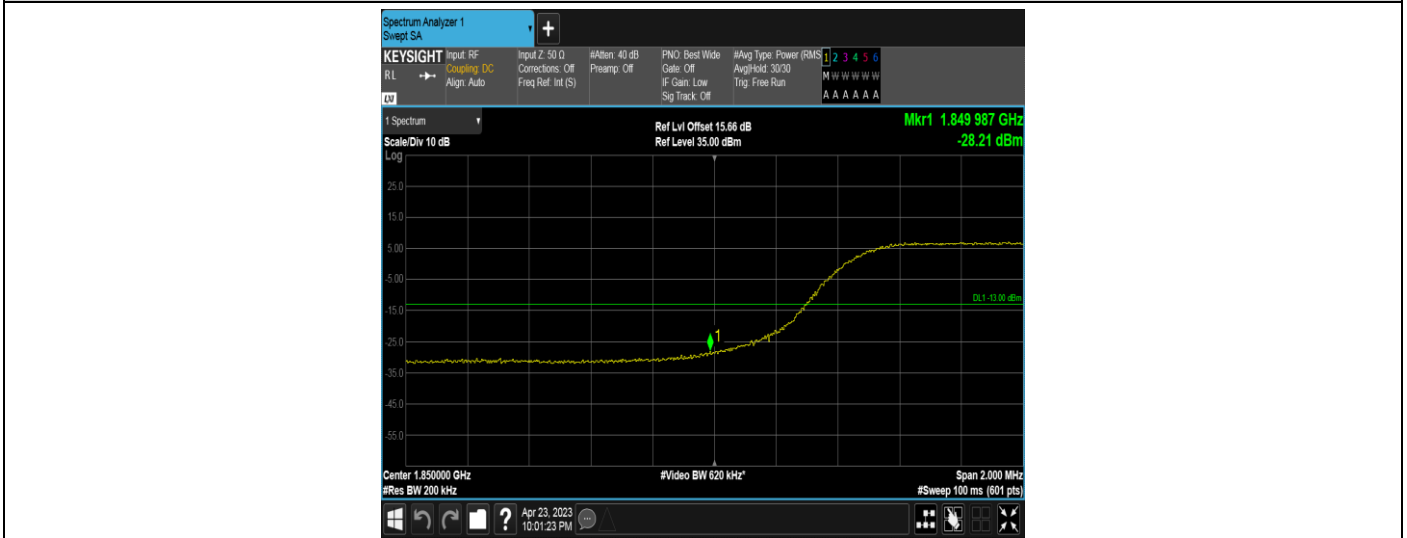 Spectrum Analyzer 1
Swept SA
KEYSIGHT
RL
LXI
Input: RF
Coupling: DC
Align: Auto
Input Z: 50 Ω
Corrections: Off
Freq Ref: Int (S)
#Atten: 40 dB
Preamp: Off
PNO: Best Wide
Gate: Off
IF Gain: Low
Sig Track: Off
#Avg Type: Power (RMS
Avg|Hold: 30/30
Trig: Free Run
1 2 3 4 5 6
M W W W W W
A A A A A A
1 Spectrum
Scale/Div 10 dB
Log
Ref Lvl Offset 15.66 dB
Ref Level 35.00 dBm
Mkr1 1.849 987 GHz
-28.21 dBm
25.0
15.0
5.00
-5.00
DL1 -13.00 dBm
-15.0
1
-25.0
-35.0
-45.0
-55.0
Center 1.850000 GHz
#Res BW 200 kHz
#Video BW 620 kHz*
Span 2.000 MHz
#Sweep 100 ms (601 pts)
?
Apr 23, 2023
10:01:23 PM